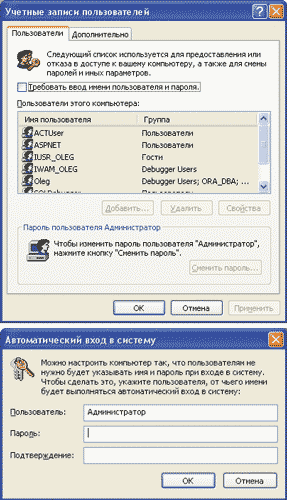 Учетные записи пользователей
Пользователи
Дополнительно
Следующий список используется для предоставления или
отказа в доступе к вашему компьютеру, а также для смены
паролей и иных параметров.
Требовать ввод имени пользователя и пароля.
Пользователи этого компьютера:
Имя пользователя Группа
ACTUser Пользователи
ASPNET Пользователи
IUSR_OLEG Гости
IWAM_OLEG Debugger Users
Oleg Debugger Users; ORA_DBA; ...
SQLDebugger Пользователи
Добавить... Удалить Свойства
Пароль пользователя Администратор
Чтобы изменить пароль пользователя "Администратор",
нажмите кнопку "Сменить пароль".
Сменить пароль...
ОК Отмена Применить
Автоматический вход в систему
Можно настроить компьютер так, что пользователям не
нужно будет указывать имя и пароль при входе в систему.
Чтобы сделать это, укажите пользователя, от чьего имени
будет выполняться автоматический вход в систему:
Пользователь: Администратор
Пароль:
Подтверждение:
ОК Отмена